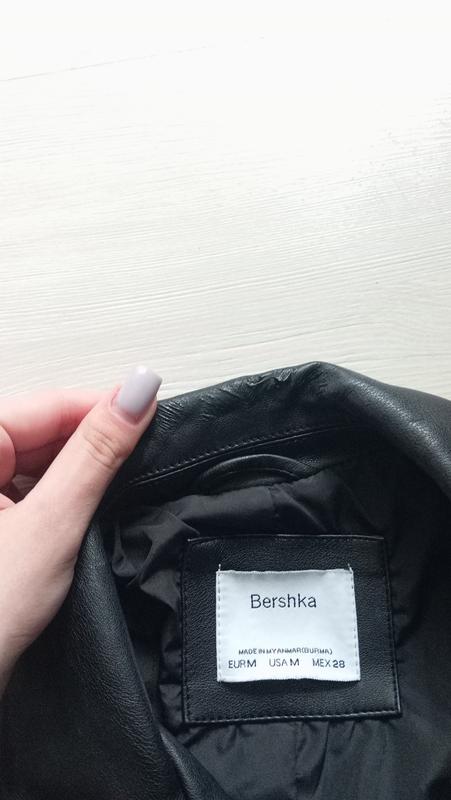 Bershka
MADE IN MYANMAR(BURMA)
EUR M USA M MEX 28